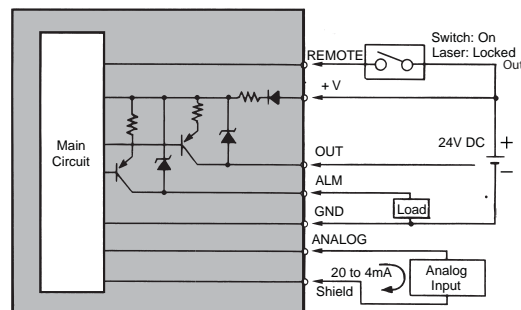 Switch: On
Laser: Locked
REMOTE
Out
+ V
Main
Circuit
OUT
24V DC
+
−
ALM
GND
Load
ANALOG
20 to 4mA
Shield
Analog
Input